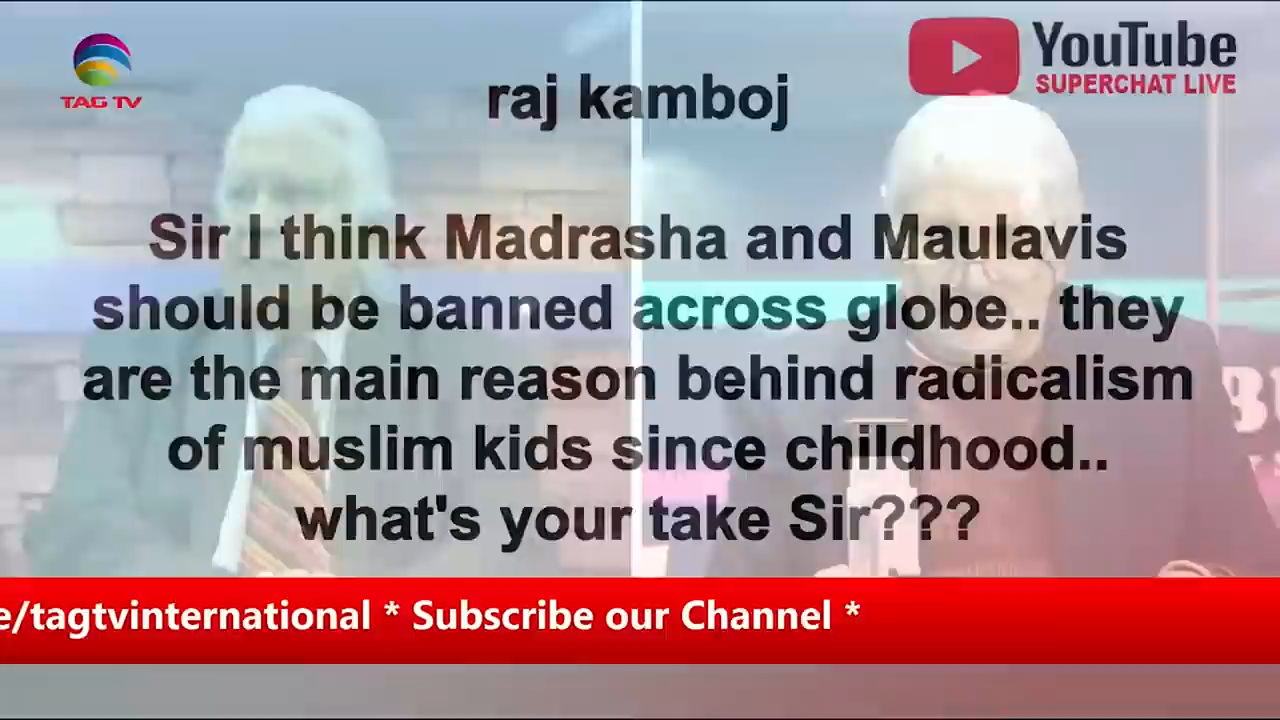 TAG TV
YouTube
SUPERCHAT LIVE
raj kamboj
Sir I think Madrasha and Maulavis
should be banned across globe.. they
are the main reason behind radicalism
of muslim kids since childhood..
what's your take Sir???
e/tagtvinternational * Subscribe our Channel *